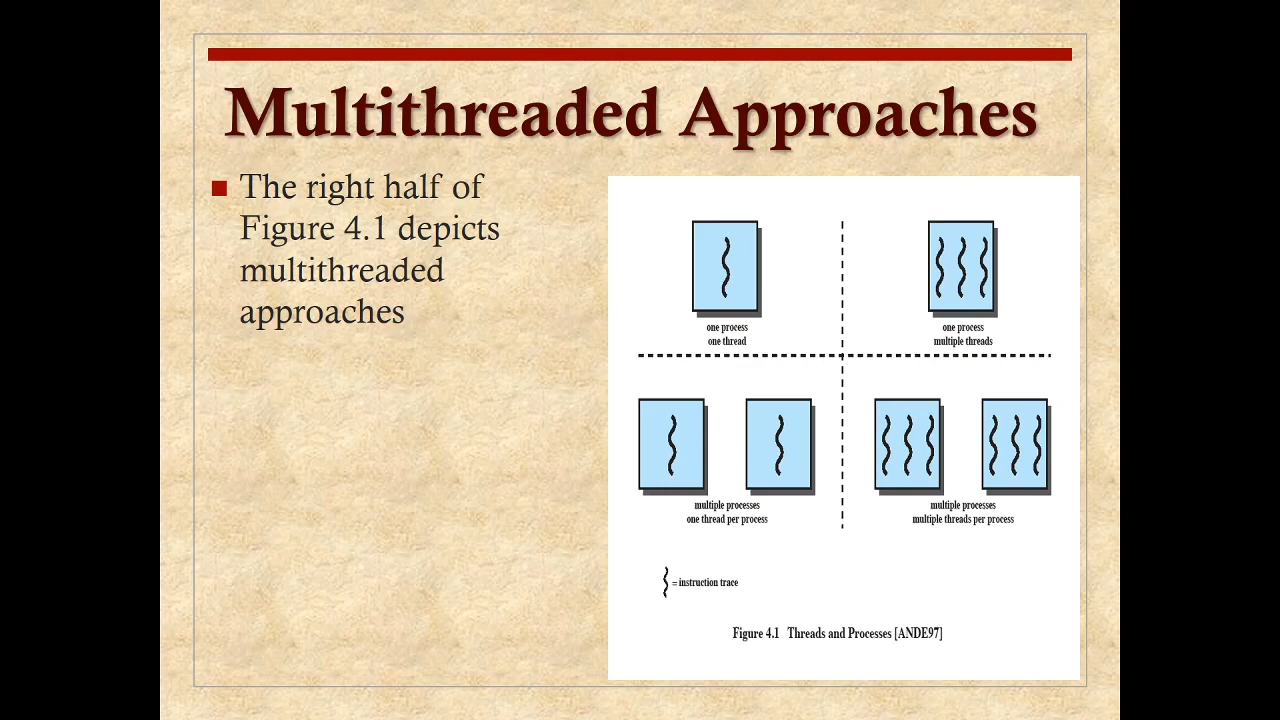 Multithreaded Approaches
The right half of
Figure 4.1 depicts
multithreaded
approaches
one process
one thread
one process
multiple threads
multiple processes
one thread per process
multiple processes
multiple threads per process
= instruction trace
Figure 4.1 Threads and Processes [ANDE97]